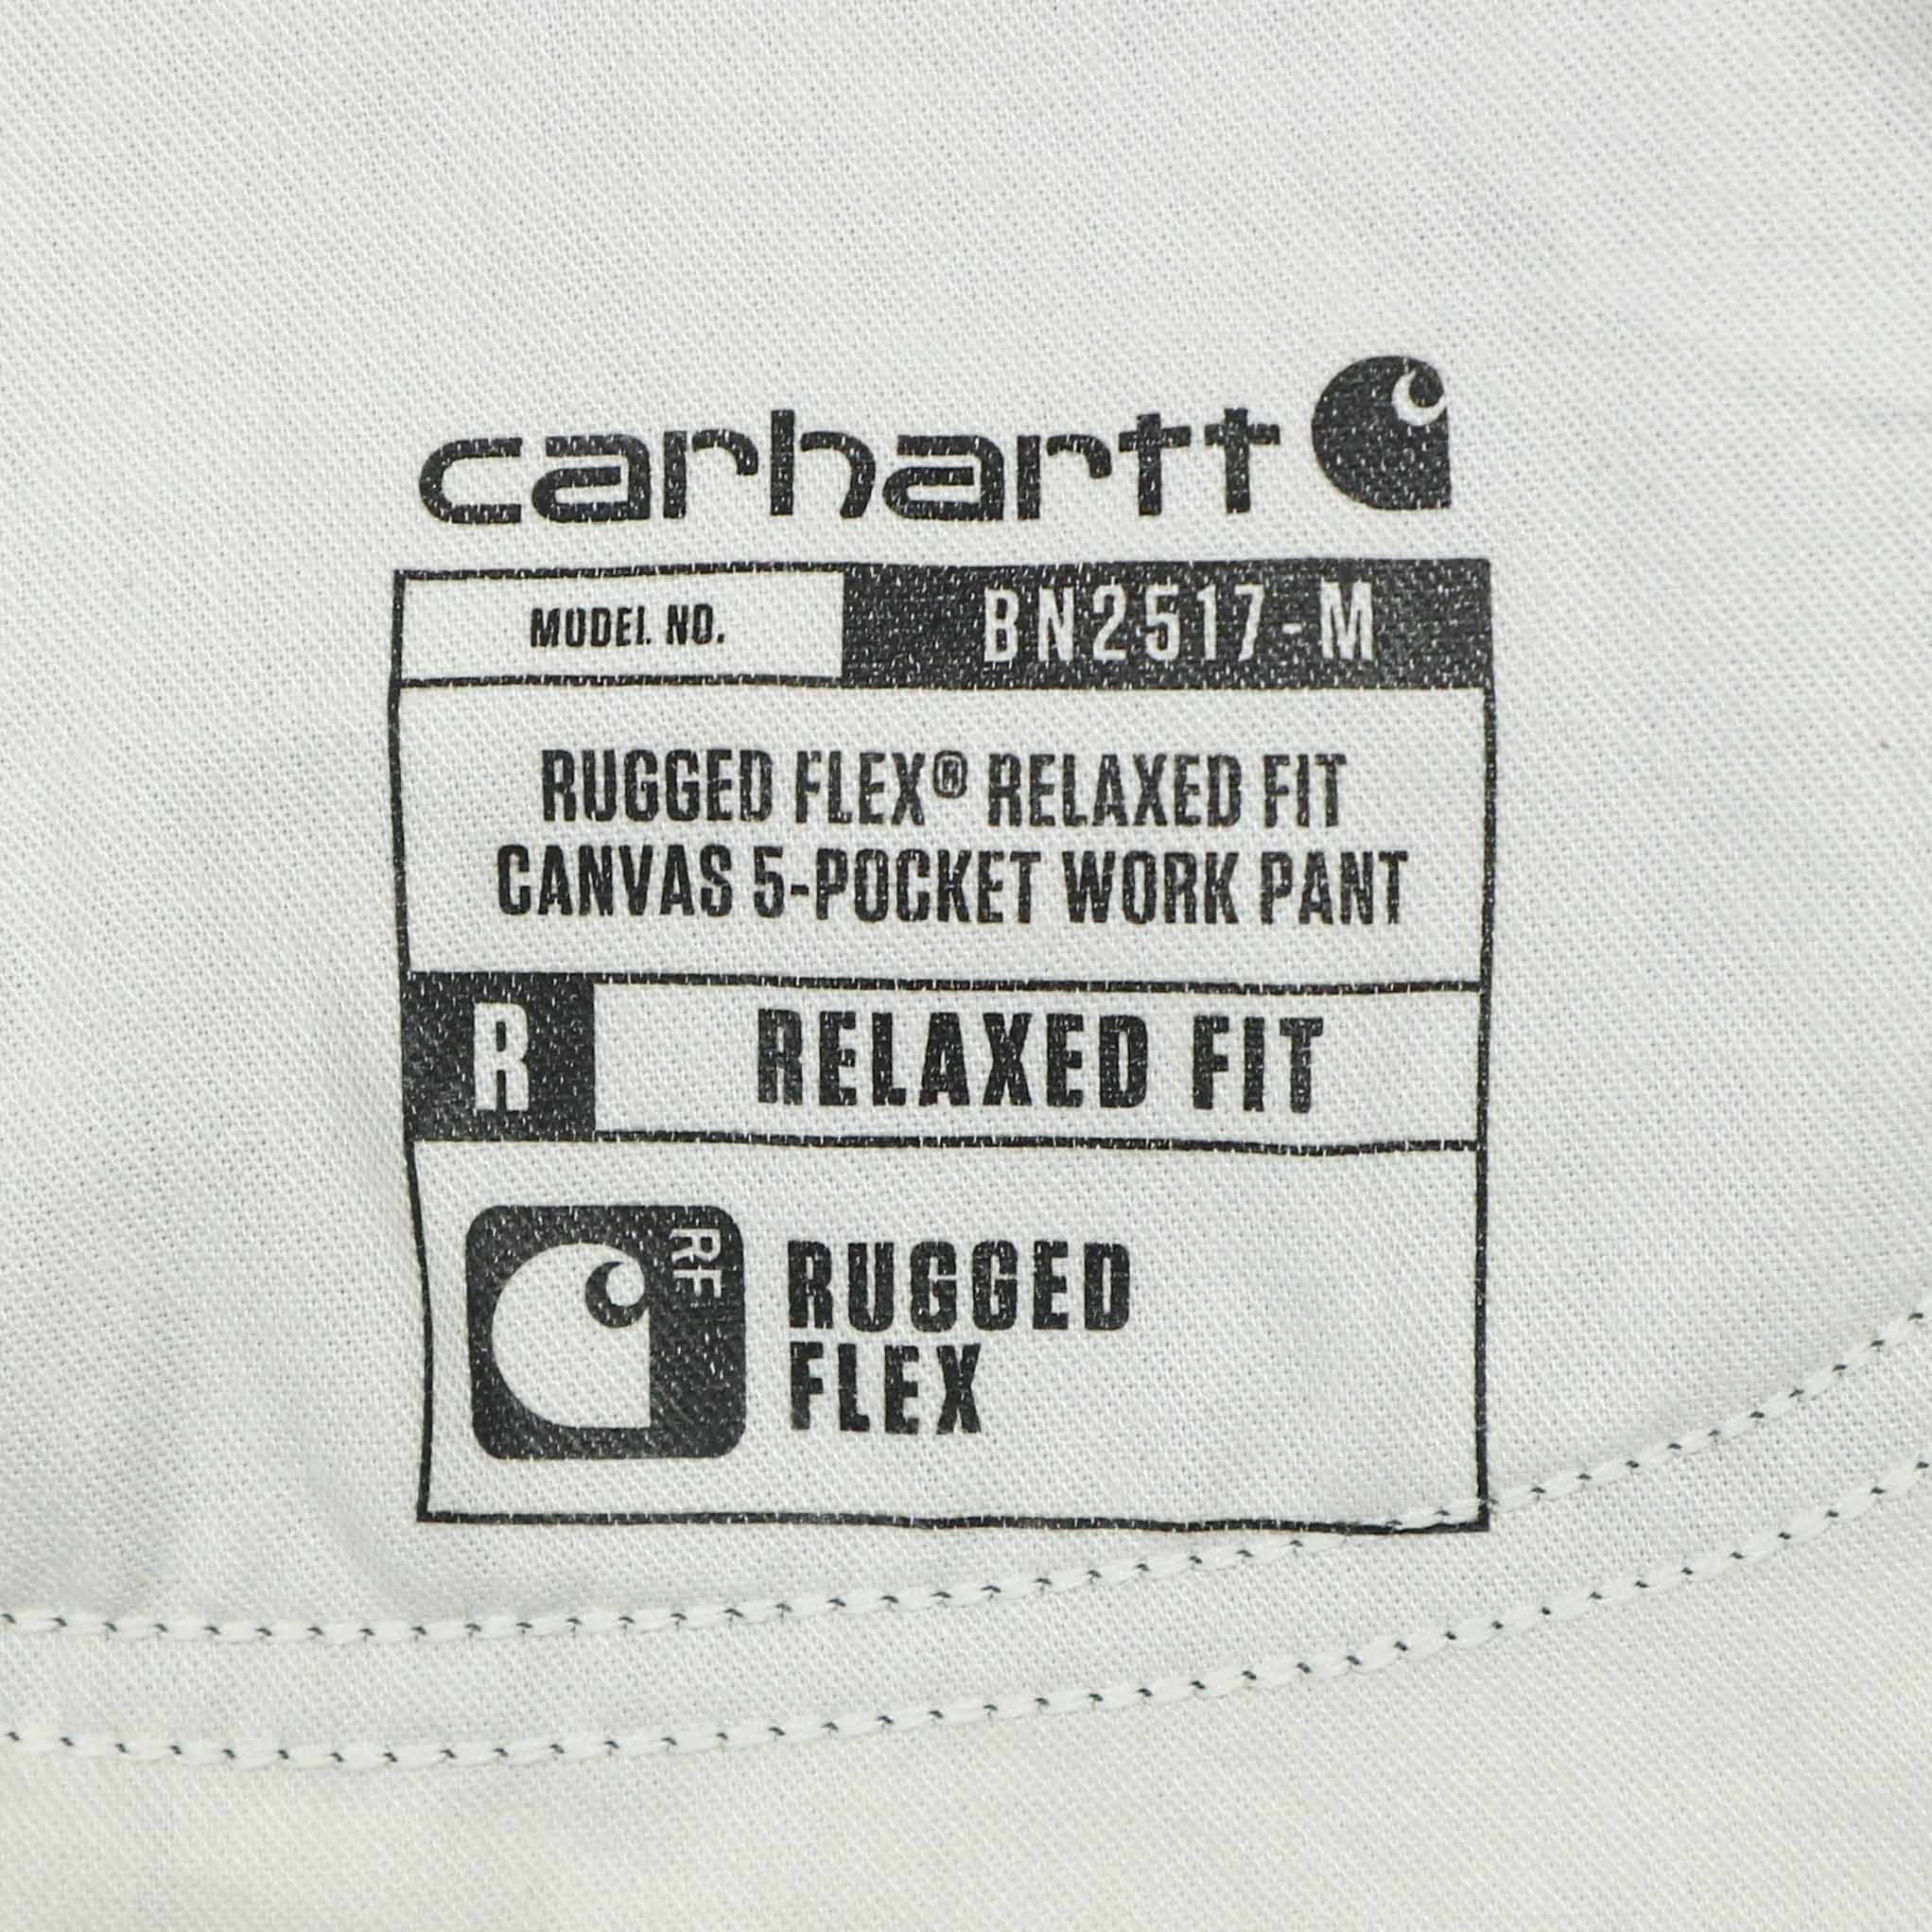 carhartt
MODEL NO. BN2517-M
RUGGED FLEX® RELAXED FIT
CANVAS 5-POCKET WORK PANT
R RELAXED FIT
RF
RUGGED
FLEX